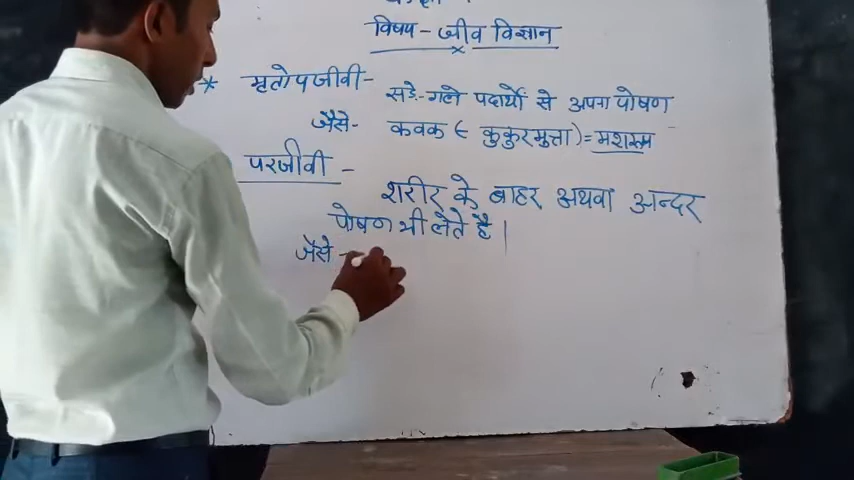 विषय - जीव विज्ञान
* मृतोपजीवी - सड़े-गले पदार्थो से अपना पोषण
जैसे - कवक (- कुकुरमुत्ता) = मशरूम
परजीवी -
शरीर के बाहर अथवा अन्दर
पोषण भी लेते है |
जैसे -